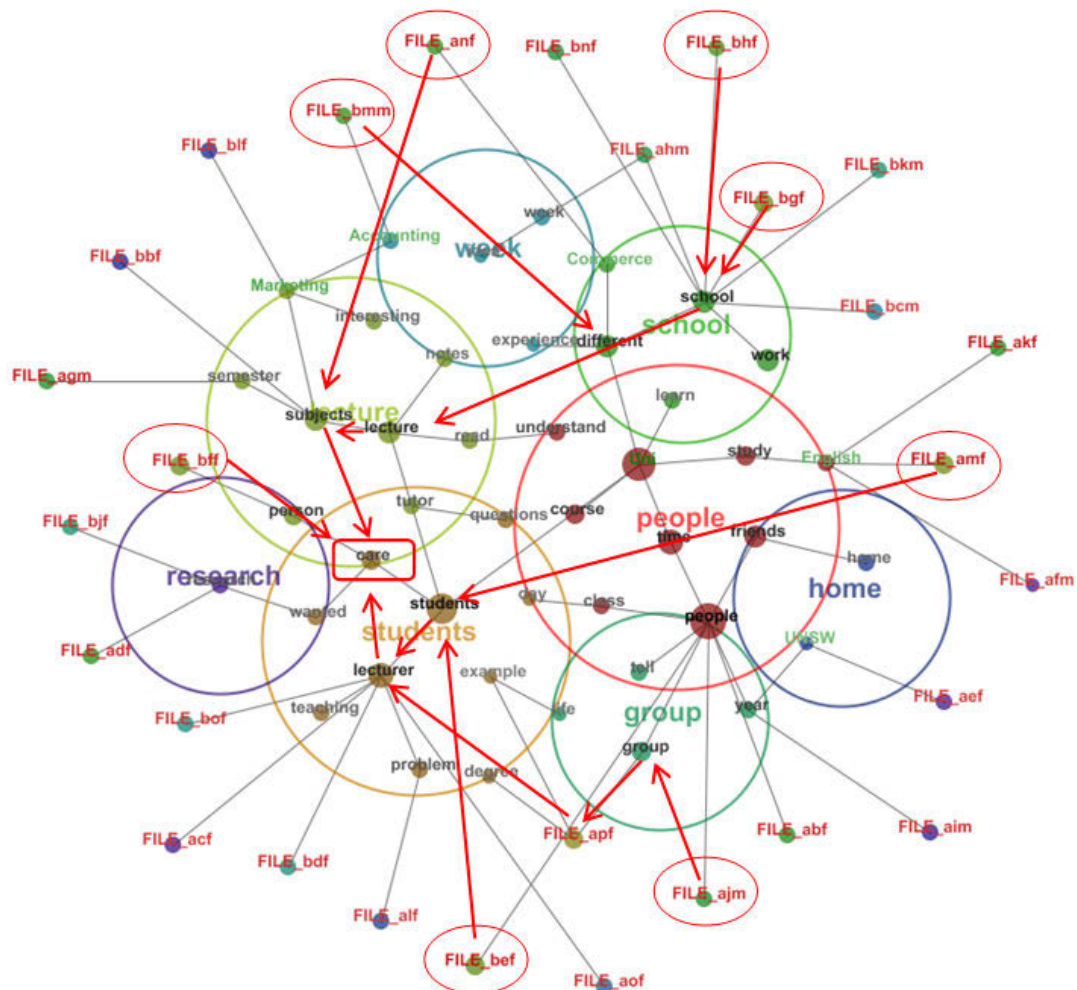 FILE_anf
FILE_bnf
FILE_bhf
FILE_bmm
FILE_blf
FILE_ahm
FILE_bkm
FILE_bgf
week
Accounting
week
FILE_bbf
Commerce
Marketing
school
school
FILE_bcm
interesting
experience
different
notes
work
FILE_akf
FILE_agm
semester
learn
subjects
lecture
lecture
read
understand
study
FILE_bff
Uni
English
FILE_amf
person
tutor
questions
course
people
FILE_bjf
time
friends
care
home
research
home
FILE_afm
wanted
students
day
class
people
students
UNSW
FILE_adf
tell
lecturer
example
FILE_aef
teaching
life
group
year
FILE_bof
group
problem
degree
FILE_acf
FILE_apf
FILE_abf
FILE_aim
FILE_bdf
FILE_ajm
FILE_alf
FILE_bef
FILE_aof